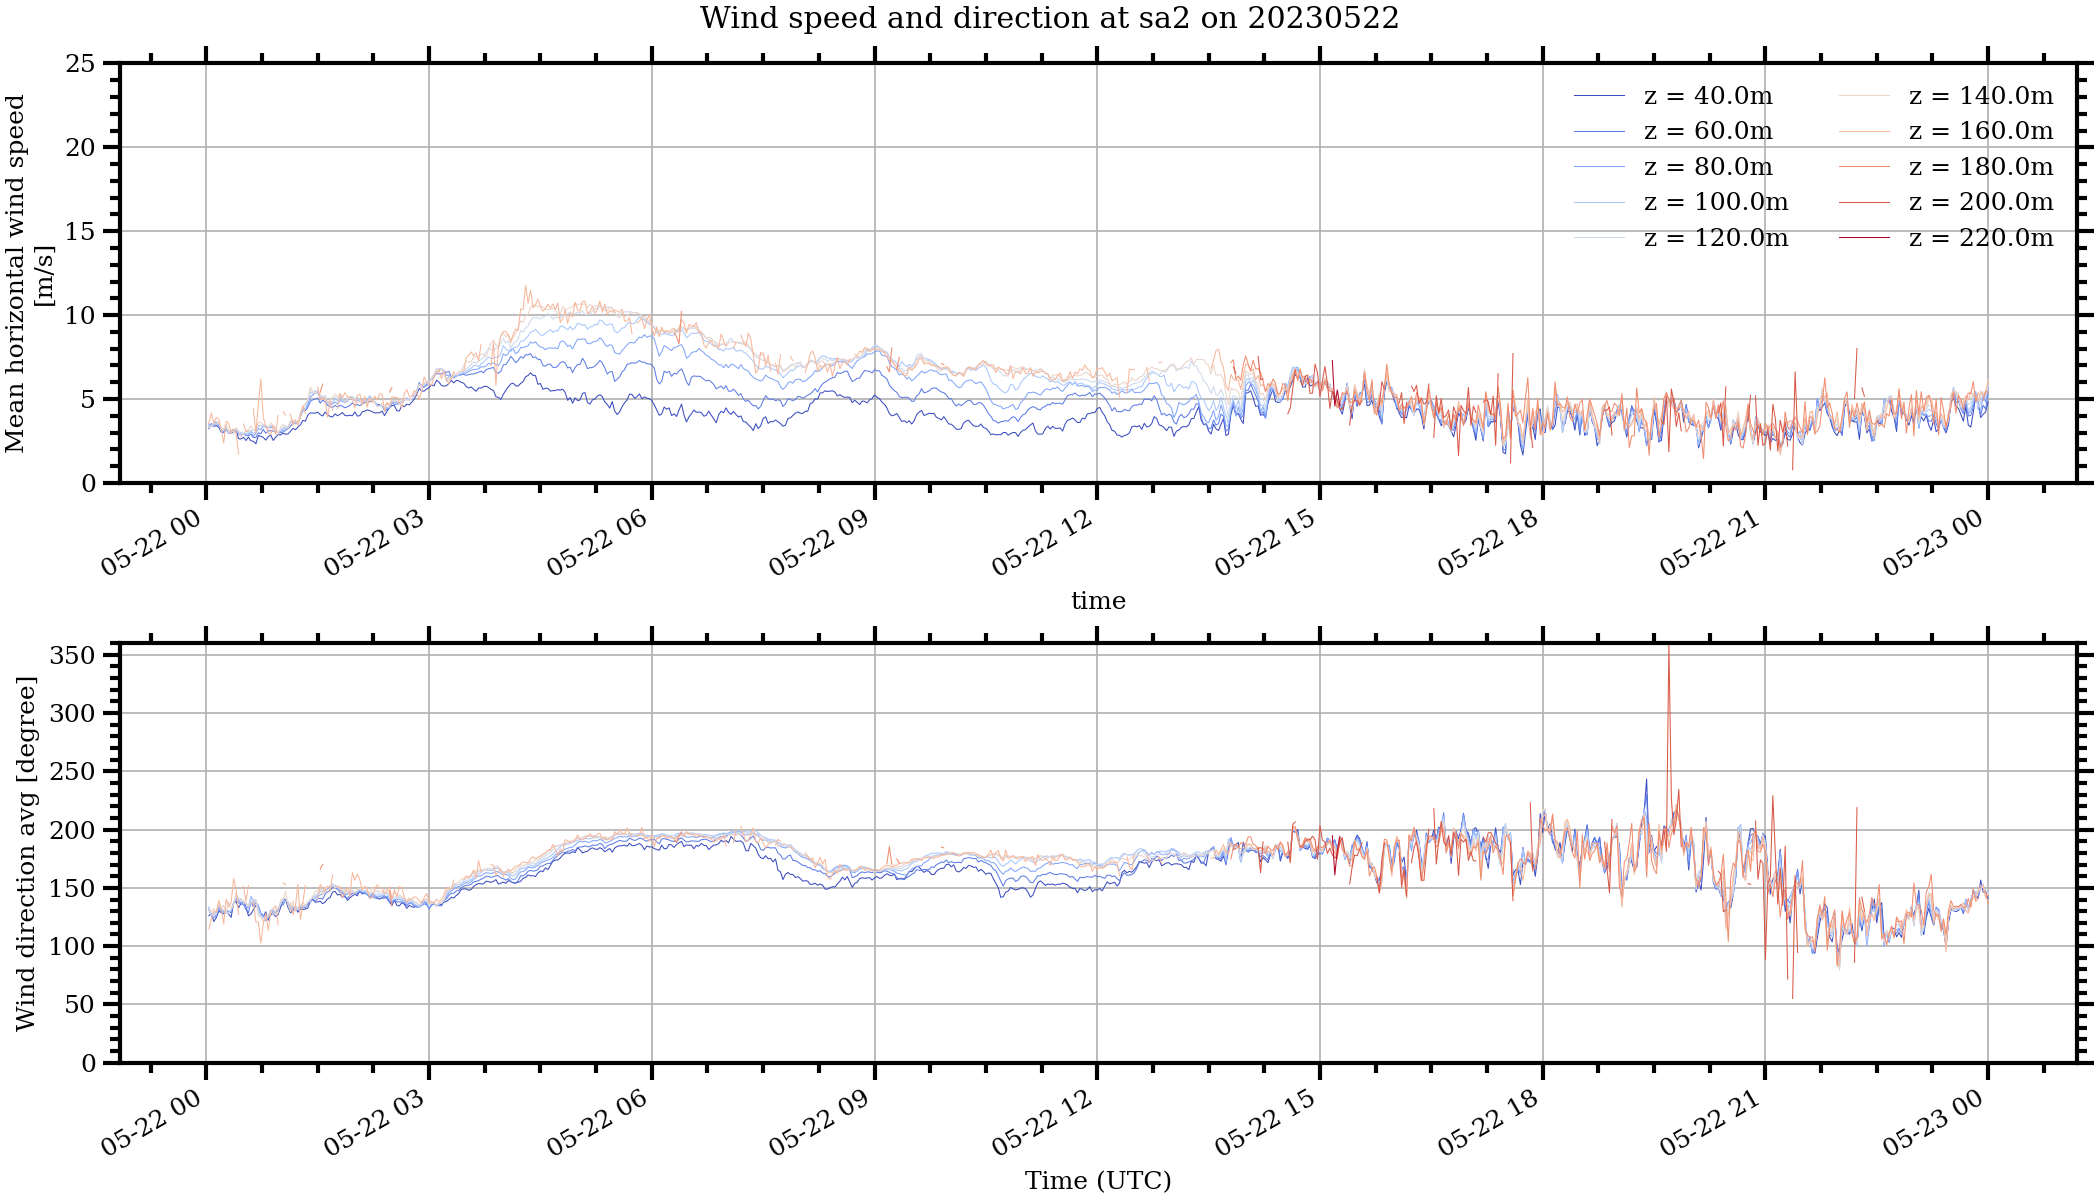 Wind speed and direction at sa2 on 20230522
Mean horizontal wind speed
[m/s]
25
20
15
10
5
0
z = 40.0m
z = 60.0m
z = 80.0m
z = 100.0m
z = 120.0m
z = 140.0m
z = 160.0m
z = 180.0m
z = 200.0m
z = 220.0m
05-22 00
05-22 03
05-22 06
05-22 09
05-22 12
05-22 15
05-22 18
05-22 21
05-23 00
time
Wind direction avg [degree]
350
300
250
200
150
100
50
0
05-22 00
05-22 03
05-22 06
05-22 09
05-22 12
05-22 15
05-22 18
05-22 21
05-23 00
Time (UTC)